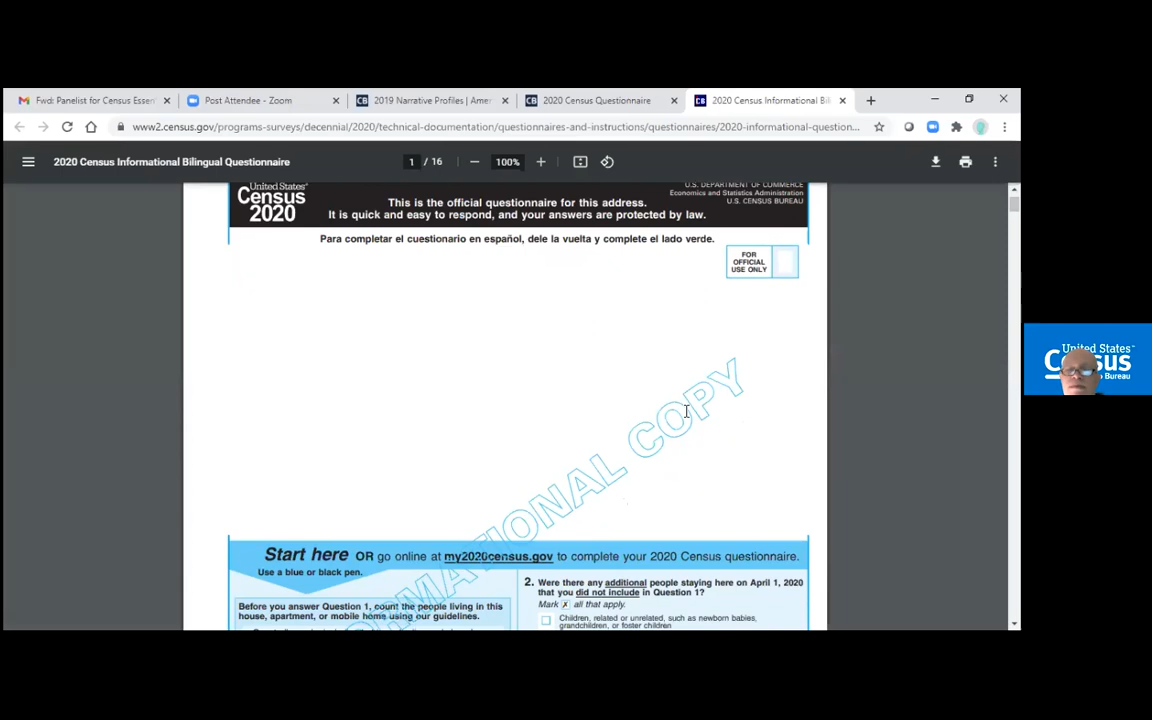 Fwd: Panelist for Census Essen
Post Attendee - Zoom
2019 Narrative Profiles | Amer
2020 Census Questionnaire
2020 Census Informational Bil
www2.census.gov/programs-surveys/decennial/2020/technical-documentation/questionnaires-and-instructions/questionnaires/2020-informational-question...
2020 Census Informational Bilingual Questionnaire
1 / 16
100%
United States
Census
2020
This is the official questionnaire for this address.
It is quick and easy to respond, and your answers are protected by law.
U.S. DEPARTMENT OF COMMERCE
Economics and Statistics Administration
U.S. CENSUS BUREAU
Para completar el cuestionario en español, dele la vuelta y complete el lado verde.
FOR
OFFICIAL
USE ONLY
ORMATIONAL COPY
Start here OR go online at my2020census.gov to complete your 2020 Census questionnaire.
Use a blue or black pen.
Before you answer Question 1, count the people living in this
house, apartment, or mobile home using our guidelines.
2. Were there any additional people staying here on April 1, 2020
that you did not include in Question 1?
Mark X all that apply.
Children, related or unrelated, such as newborn babies,
grandchildren, or foster children
United States
Census
Bureau